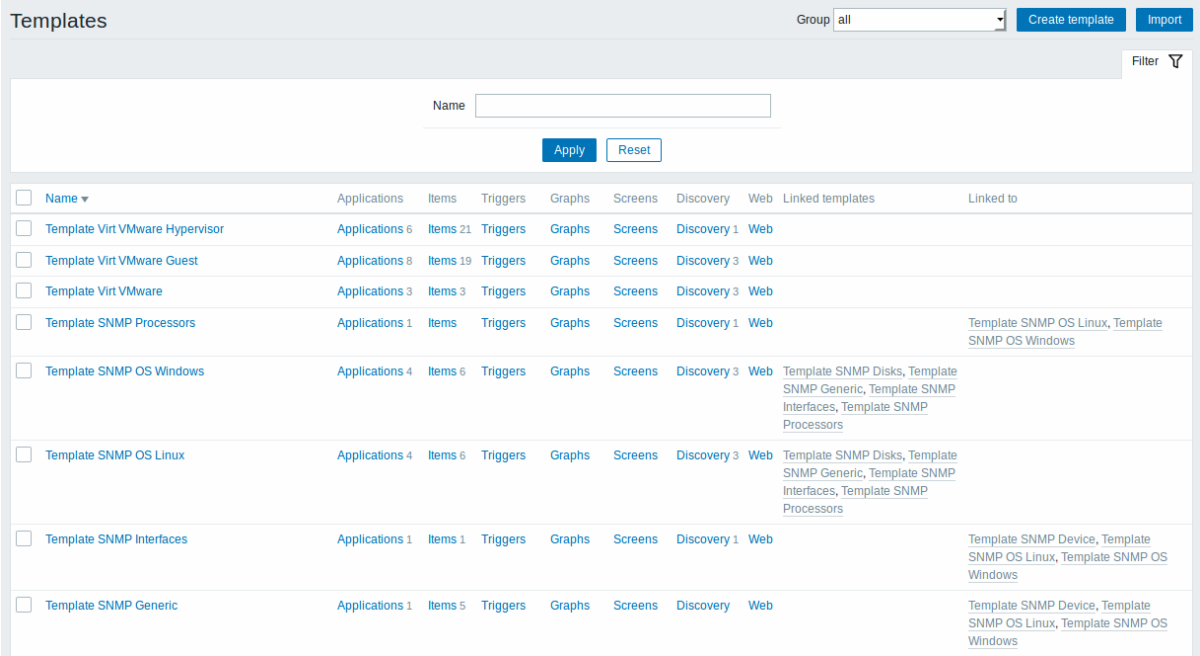 Templates Group all Create template Import
Filter
Name
Apply Reset
Name Applications Items Triggers Graphs Screens Discovery Web Linked templates Linked to
Template Virt VMware Hypervisor Applications 6 Items 21 Triggers Graphs Screens Discovery 1 Web
Template Virt VMware Guest Applications 8 Items 19 Triggers Graphs Screens Discovery 3 Web
Template Virt VMware Applications 3 Items 3 Triggers Graphs Screens Discovery 3 Web
Template SNMP Processors Applications 1 Items Triggers Graphs Screens Discovery 1 Web Template SNMP OS Linux, Template
SNMP OS Windows
Template SNMP OS Windows Applications 4 Items 6 Triggers Graphs Screens Discovery 3 Web Template SNMP Disks, Template
SNMP Generic, Template SNMP
Interfaces, Template SNMP
Processors
Template SNMP OS Linux Applications 4 Items 6 Triggers Graphs Screens Discovery 3 Web Template SNMP Disks, Template
SNMP Generic, Template SNMP
Interfaces, Template SNMP
Processors
Template SNMP Interfaces Applications 1 Items 1 Triggers Graphs Screens Discovery 1 Web Template SNMP Device, Template
SNMP OS Linux, Template SNMP OS
Windows
Template SNMP Generic Applications 1 Items 5 Triggers Graphs Screens Discovery Web Template SNMP Device, Template
SNMP OS Linux, Template SNMP OS
Windows